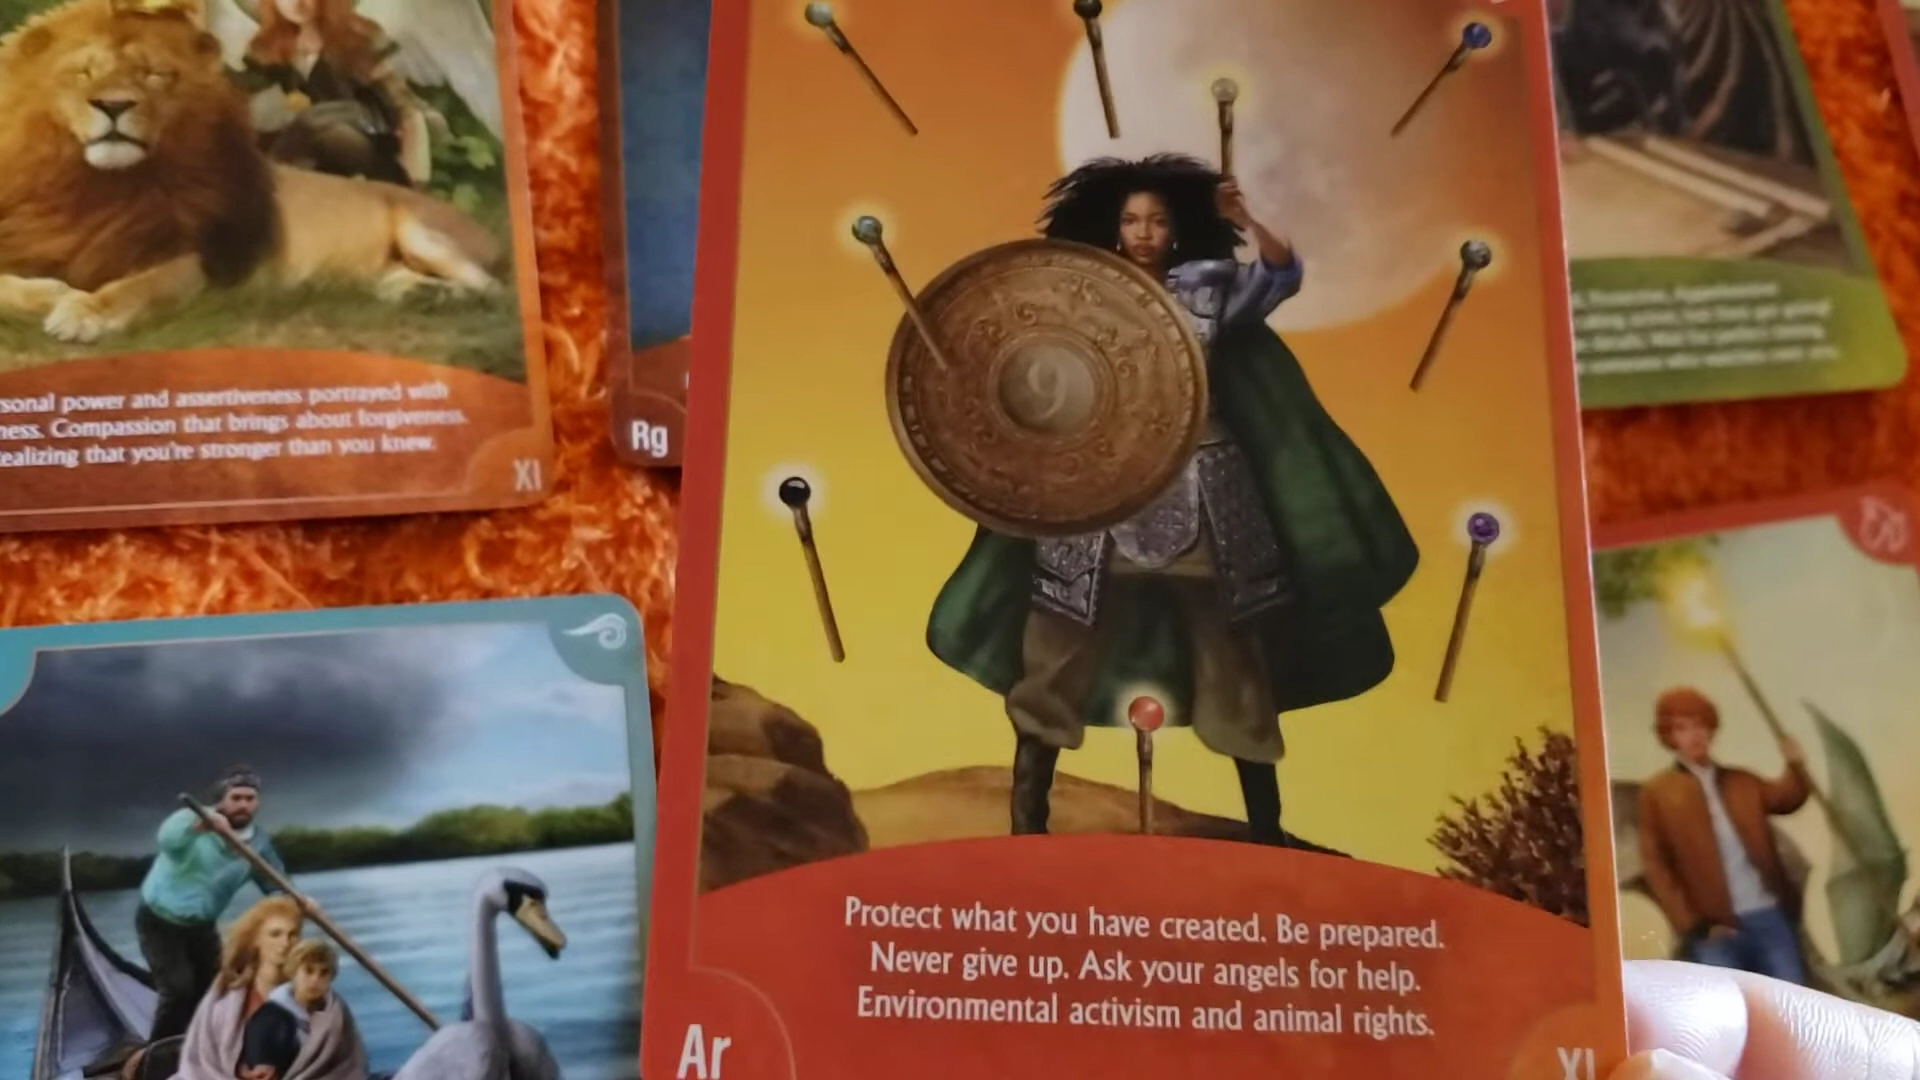 rsonal power and assertiveness portrayed with
ness. Compassion that brings about forgiveness.
ealizing that you're stronger than you knew.
XI
Rg
9
Protect what you have created. Be prepared.
Never give up. Ask your angels for help.
Environmental activism and animal rights.
Ar
XI